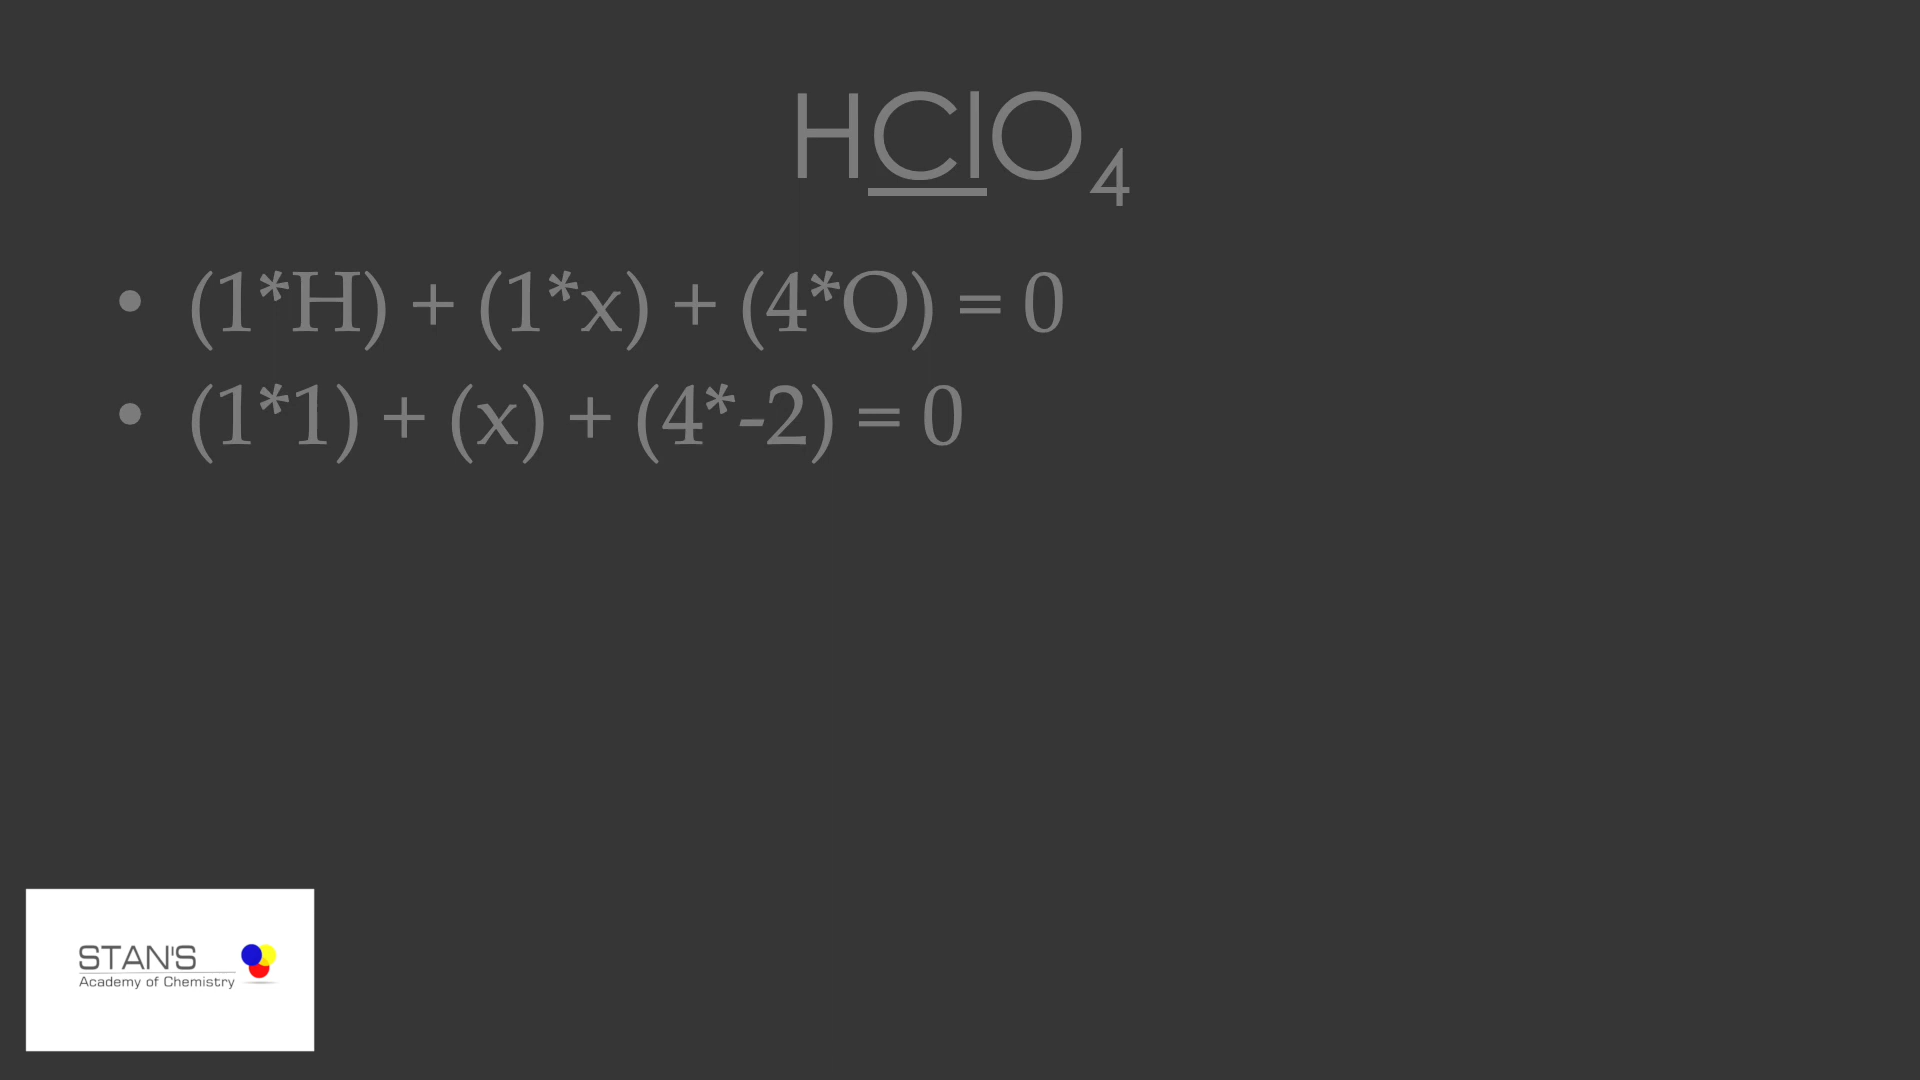 HClO₄
• (1*H) + (1*x) + (4*O) = 0
• (1*1) + (x) + (4*-2) = 0
STAN'S
Academy of Chemistry